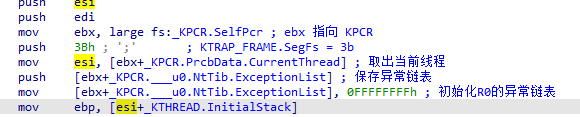 push esi
push edi
mov ebx, large fs:_KPCR.SelfPcr ; ebx 指向 KPCR
push 3Bh ; ';' ; KTRAP_FRAME.SegFs = 3b
mov esi, [ebx+_KPCR.PrcbData.CurrentThread] ; 取出当前线程
push [ebx+_KPCR.___u0.NtTib.ExceptionList] ; 保存异常链表
mov [ebx+_KPCR.___u0.NtTib.ExceptionList], 0FFFFFFFFh ; 初始化R0的异常链表
mov ebp, [esi+_KTHREAD.InitialStack]